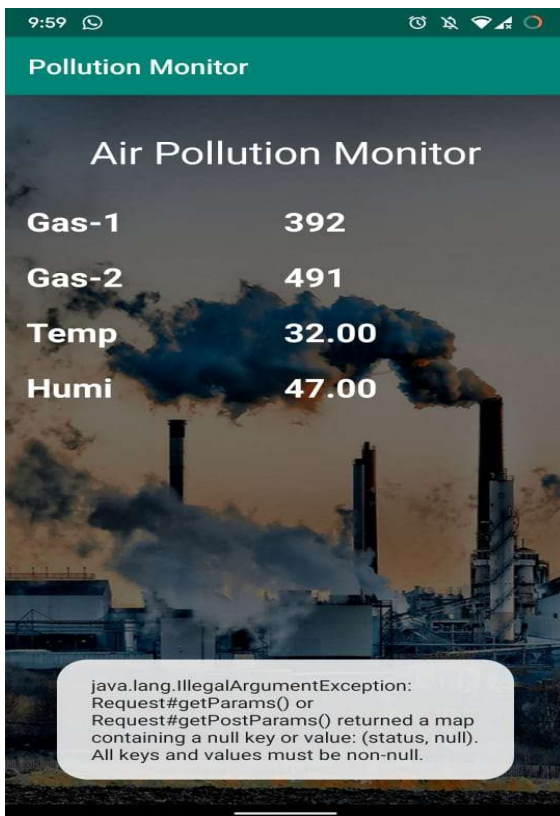 9:59
Pollution Monitor
Air Pollution Monitor
Gas-1 392
Gas-2 491
Temp 32.00
Humi 47.00
java.lang.IllegalArgumentException:
Request#getParams() or
Request#getPostParams() returned a map
containing a null key or value: (status, null).
All keys and values must be non-null.